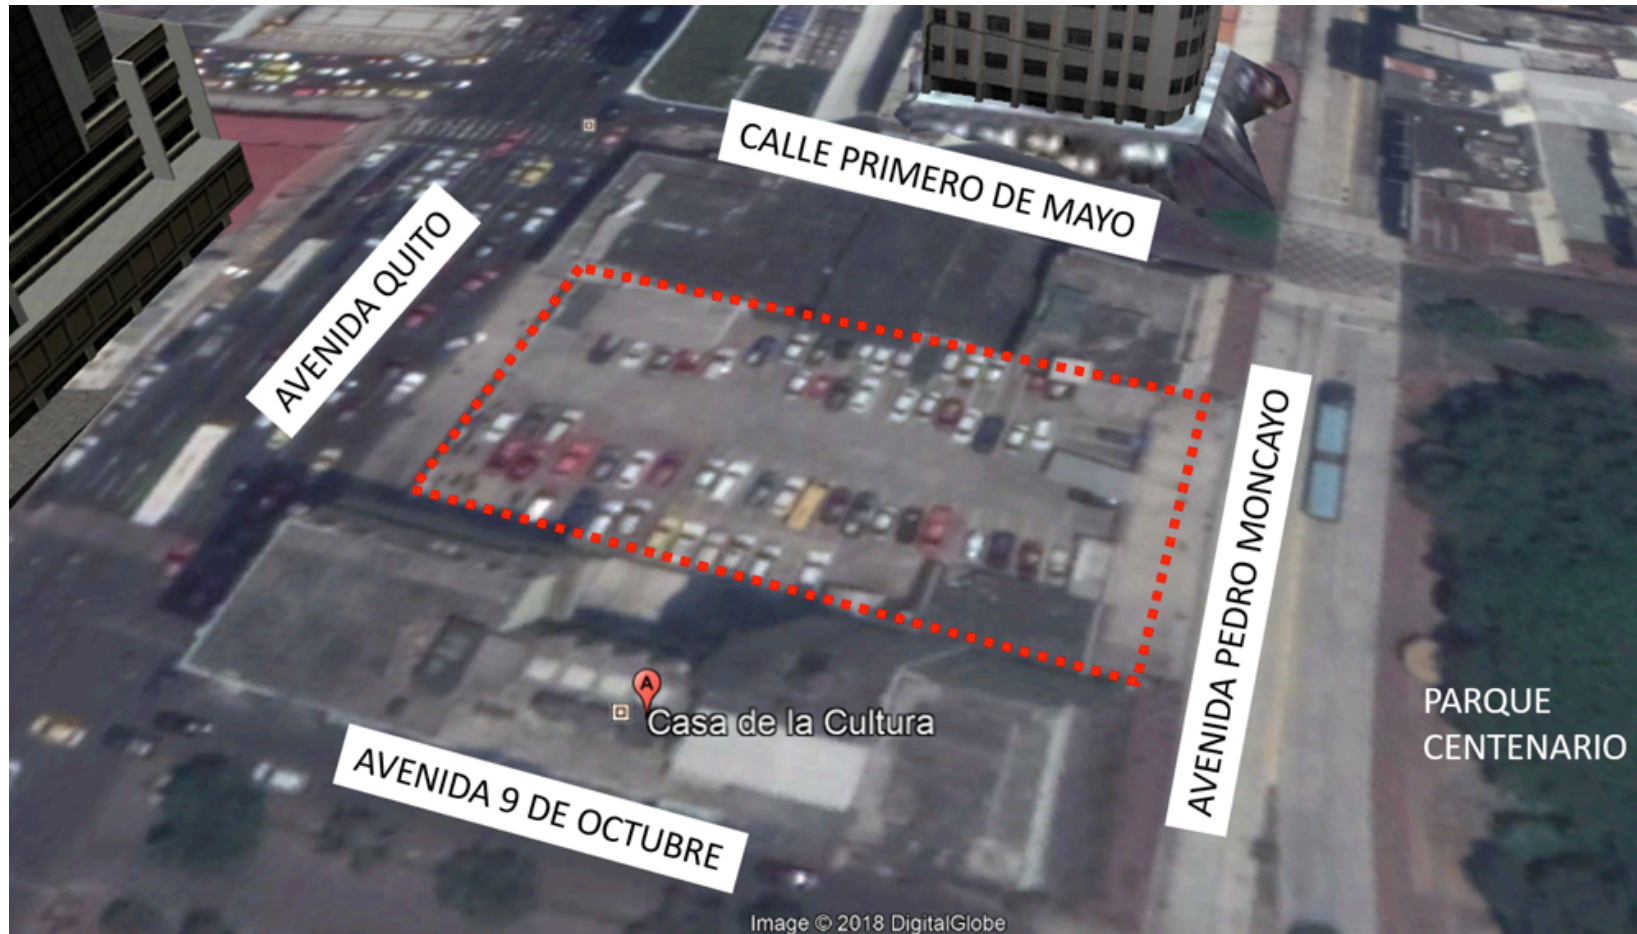 CALLE PRIMERO DE MAYO
AVENIDA QUITO
AVENIDA PEDRO MONCAYO
A
Casa de la Cultura
PARQUE
CENTENARIO
AVENIDA 9 DE OCTUBRE
Image © 2018 DigitalGlobe